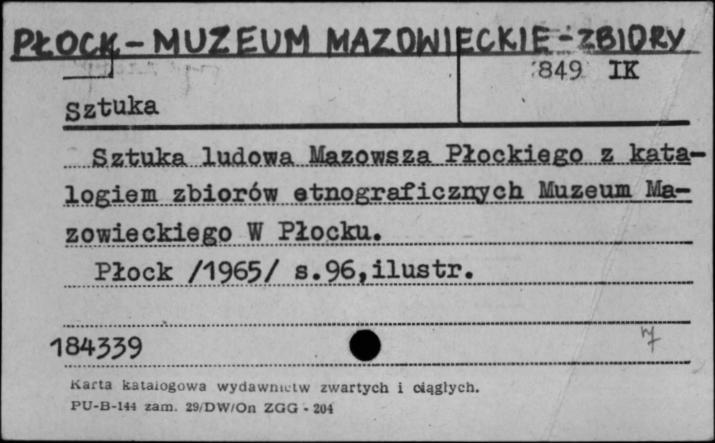 PŁOCK - MUZEUM MAZOWIECKIE - ZBIORY
849 IK
Sztuka
Sztuka ludowa Mazowsza Płockiego z kata-
logiem zbiorów etnograficznych Muzeum Ma-
zowieckiego W Płocku.
Płock /1965/ s.96,ilustr.
184339
7
Karta katalogowa wydawnictw zwartych i ciągłych.
PU-B-144 zam. 29/DW/On ZGG - 204